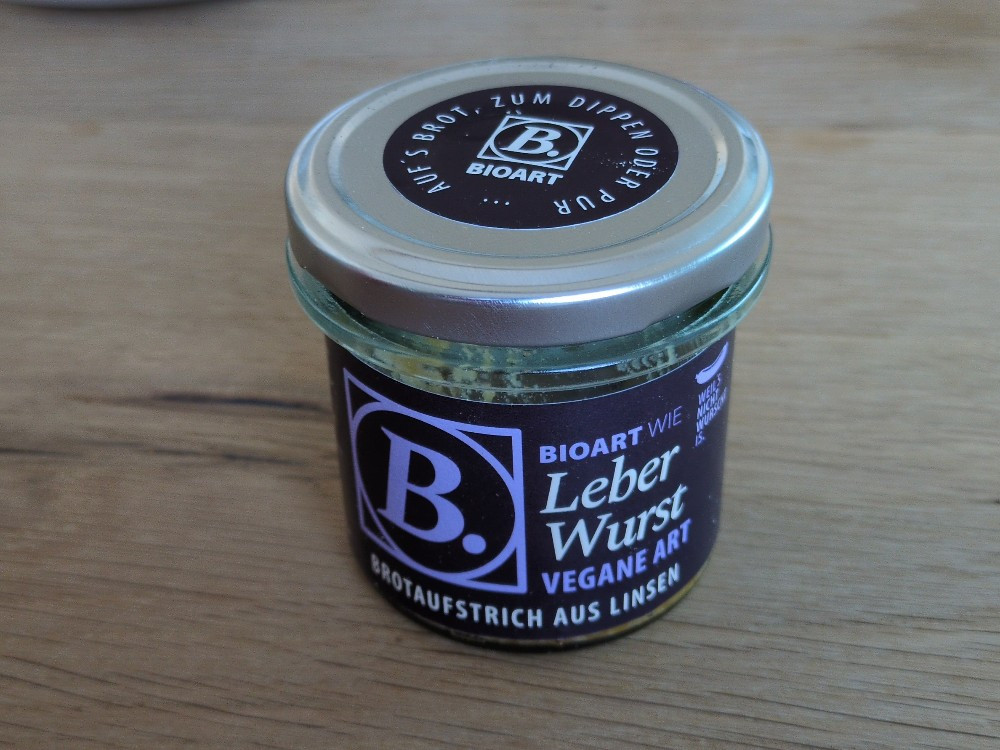 AUF'S BROT, ZUM DIPPEN ODER PUR ...
B.
BIOART
B.
BIOART WIE
Leber
Wurst
VEGANE ART
BROTAUFSTRICH AUS LINSEN
WEIL'S
NICHT
WURSCHT
IS.